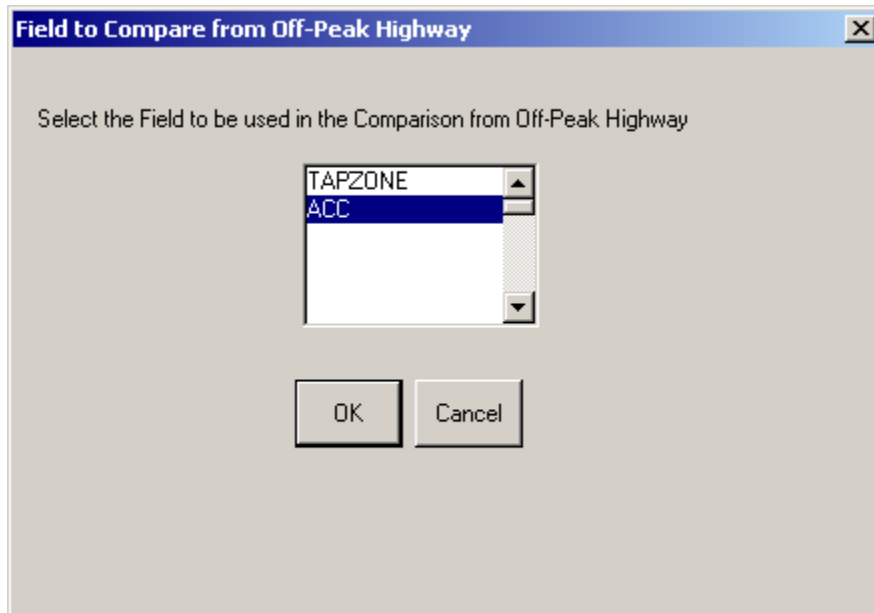 Field to Compare from Off-Peak Highway
Select the Field to be used in the Comparison from Off-Peak Highway
TAPZONE
ACC
OK
Cancel